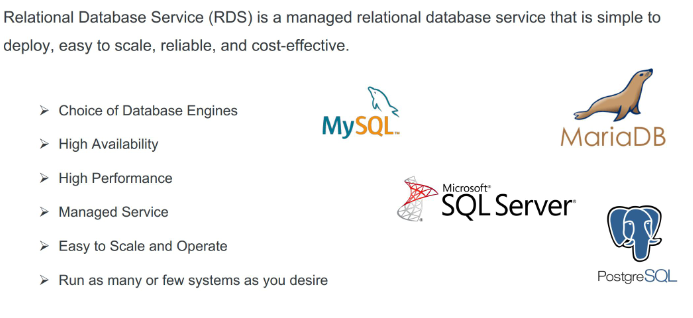 Relational Database Service (RDS) is a managed relational database service that is simple to
deploy, easy to scale, reliable, and cost-effective.
➤ Choice of Database Engines
➤ High Availability
➤ High Performance
➤ Managed Service
➤ Easy to Scale and Operate
➤ Run as many or few systems as you desire
MySQL™
MariaDB
Microsoft®
SQL Server®
PostgreSQL